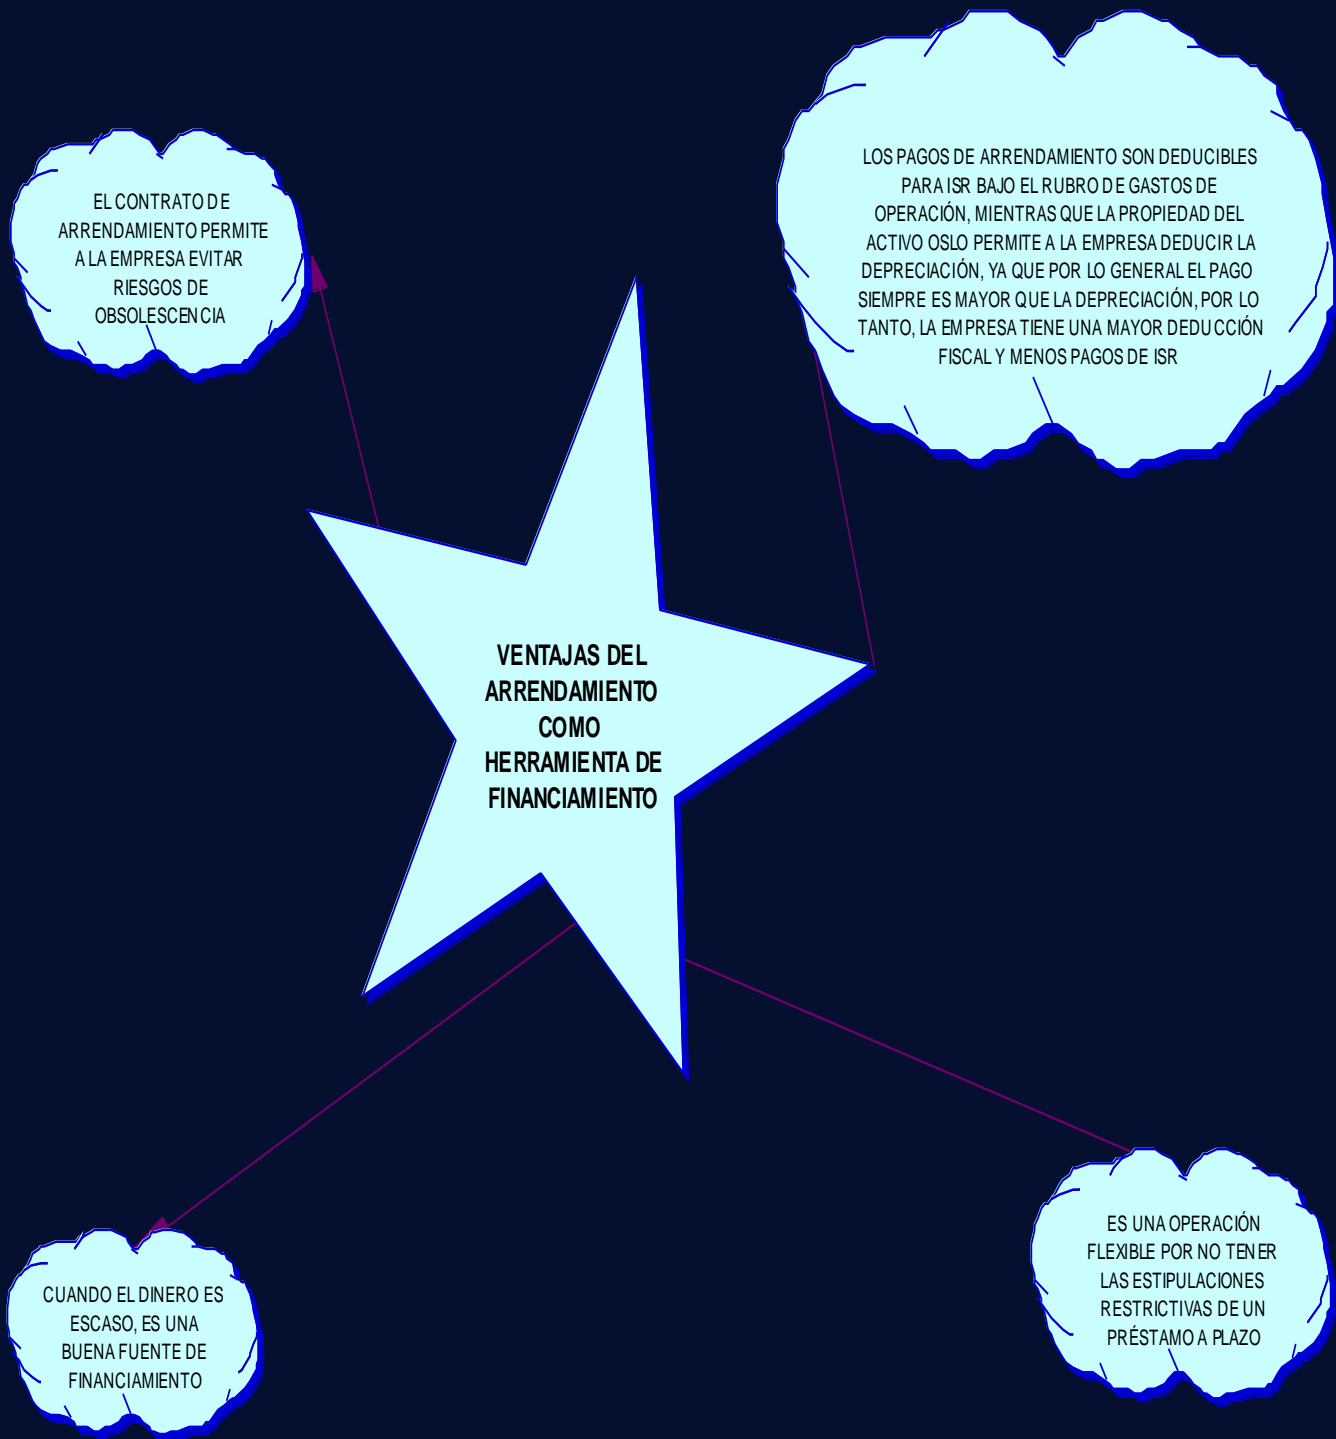 EL CONTRATO DE
ARRENDAMIENTO PERMITE
A LA EMPRESA EVITAR
RIESGOS DE
OBSOLESCENCIA
LOS PAGOS DE ARRENDAMIENTO SON DEDUCIBLES
PARA ISR BAJO EL RUBRO DE GASTOS DE
OPERACIÓN, MIENTRAS QUE LA PROPIEDAD DEL
ACTIVO OSLO PERMITE A LA EMPRESA DEDUCIR LA
DEPRECIACIÓN, YA QUE POR LO GENERAL EL PAGO
SIEMPRE ES MAYOR QUE LA DEPRECIACIÓN, POR LO
TANTO, LA EMPRESA TIENE UNA MAYOR DEDUCCIÓN
FISCAL Y MENOS PAGOS DE ISR
VENTAJAS DEL
ARRENDAMIENTO
COMO
HERRAMIENTA DE
FINANCIAMIENTO
CUANDO EL DINERO ES
ESCASO, ES UNA
BUENA FUENTE DE
FINANCIAMIENTO
ES UNA OPERACIÓN
FLEXIBLE POR NO TENER
LAS ESTIPULACIONES
RESTRICTIVAS DE UN
PRÉSTAMO A PLAZO